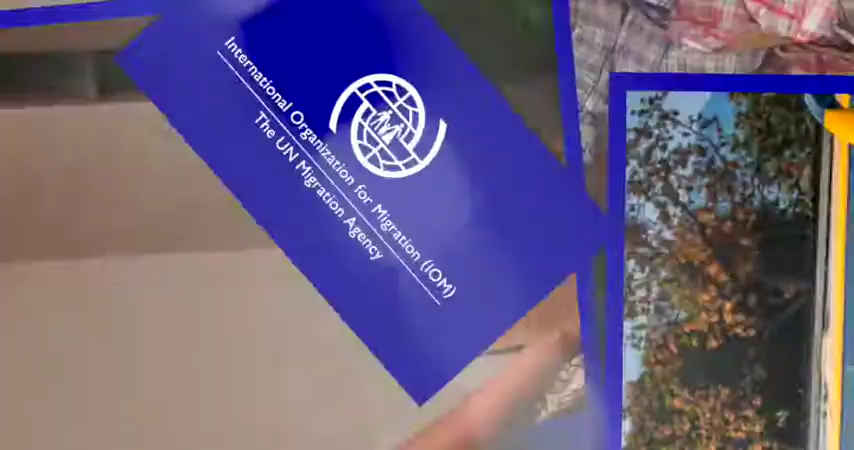 International Organization for Migration (IOM)
The UN Migration Agency